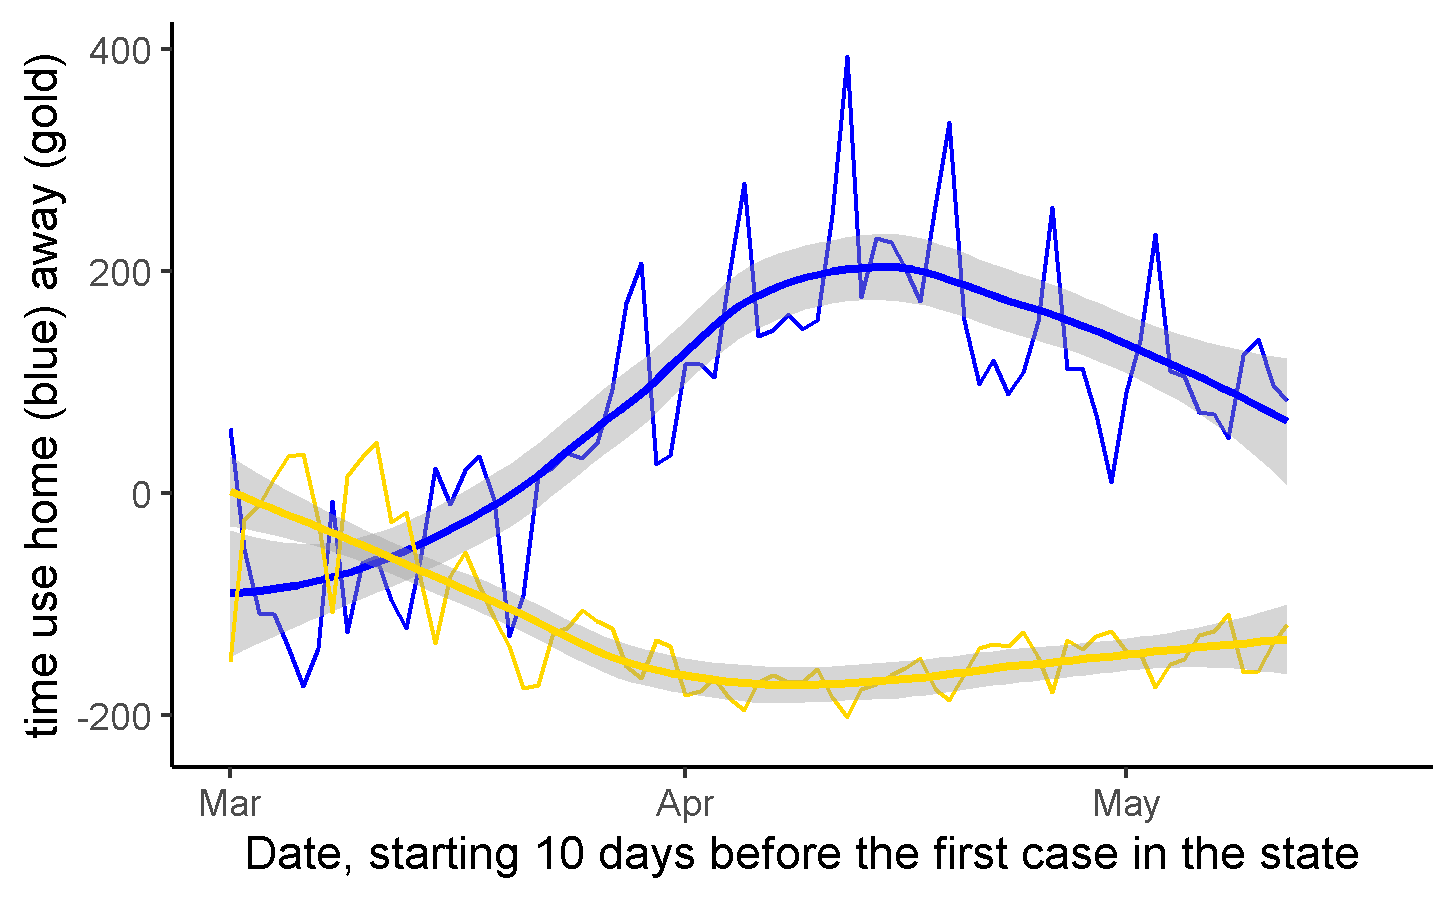 time use home (blue) away (gold)
400
200
0
-200
Mar
Apr
May
Date, starting 10 days before the first case in the state